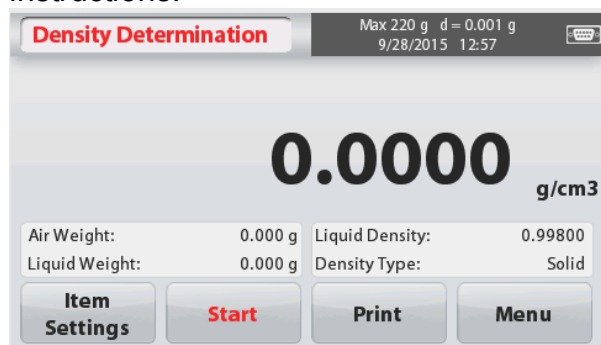 Density Determination
Max 220 g d = 0.001 g
9/28/2015 12:57
0.0000
g/cm3
Air Weight: 0.000 g Liquid Density: 0.99800
Liquid Weight: 0.000 g Density Type: Solid
Item
Settings
Start
Print
Menu